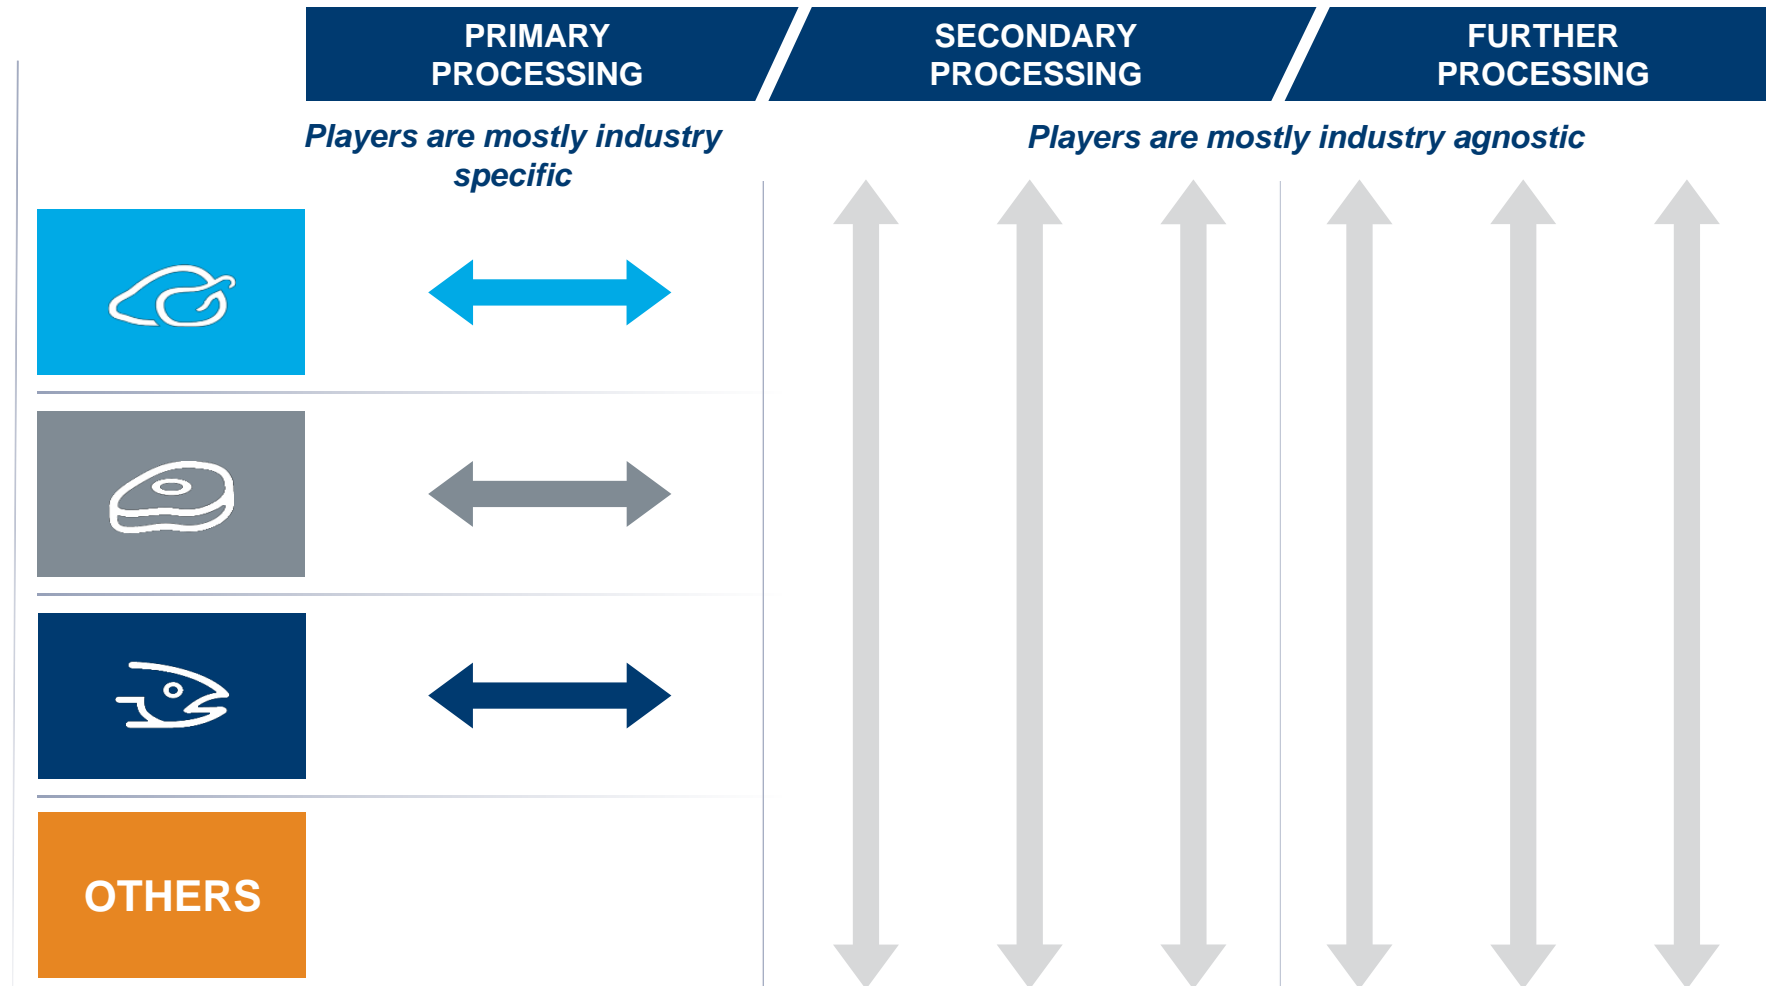 PRIMARY
PROCESSING
SECONDARY
PROCESSING
FURTHER
PROCESSING
Players are mostly industry
specific
Players are mostly industry agnostic
OTHERS